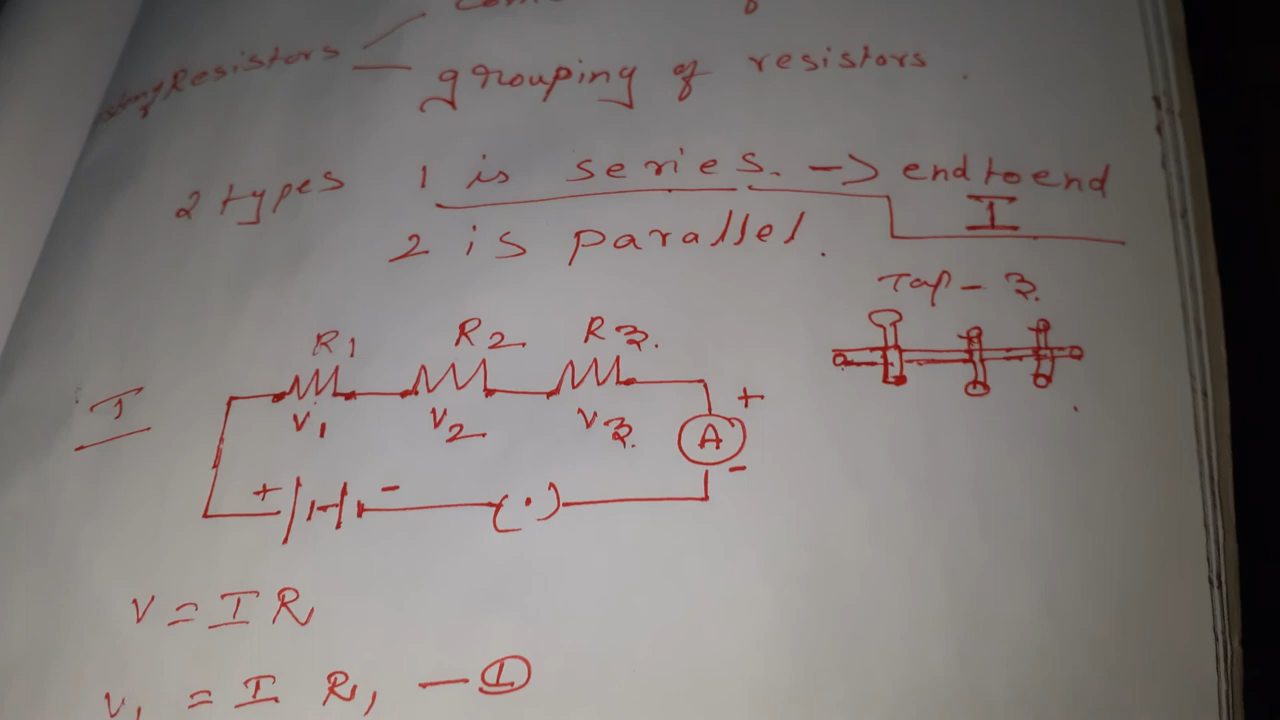 Resistors
grouping of resistors.
2 types 1 is series. -> end to end
I
2 is parallel.
Tap - 3.
R1 R2 R3.
I
V1 V2 V3.
A
+
-
+ -
(.)
V = IR
V1 = I R1 - ①